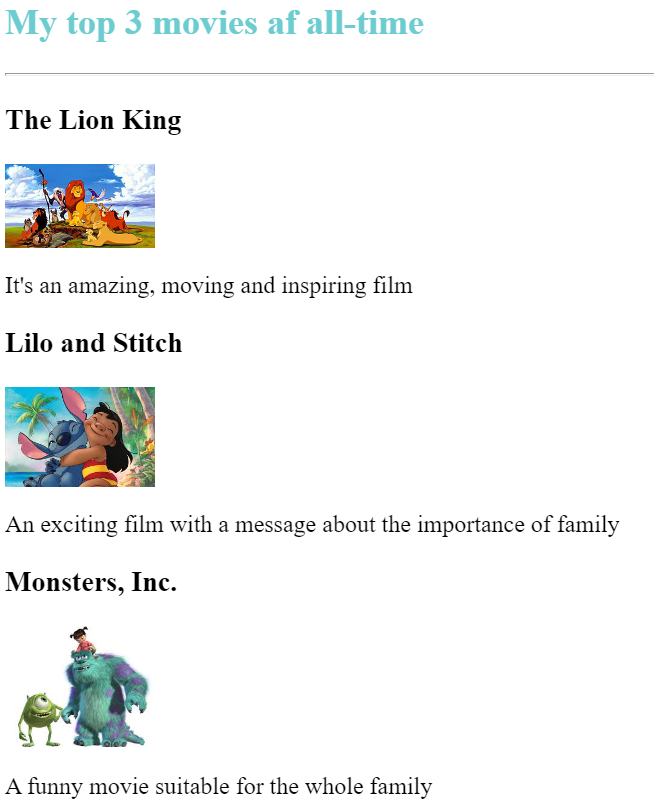 My top 3 movies af all-time
The Lion King
It's an amazing, moving and inspiring film
Lilo and Stitch
An exciting film with a message about the importance of family
Monsters, Inc.
A funny movie suitable for the whole family